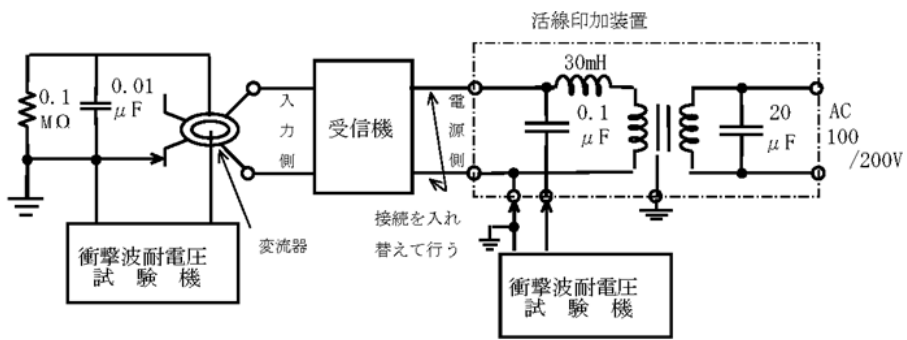 活線印加装置
30mH
0.1
MΩ
0.01
μF
入力側
受信機
電源側
0.1
μF
20
μF
AC
100
/200V
変流器
接続を入れ
替えて行う
衝撃波耐電圧
試験機
衝撃波耐電圧
試験機